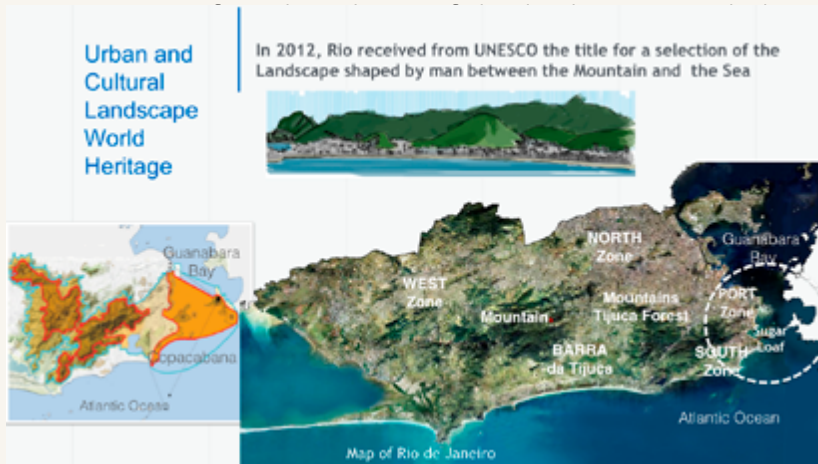 Urban and
Cultural
Landscape
World
Heritage
In 2012, Rio received from UNESCO the title for a selection of the
Landscape shaped by man between the Mountain and the Sea
Guanabara
Bay
Copacabana
Atlantic Ocean
NORTH
Zone
WEST
Zone
Mountain
Mountains
Tijuca Forest
BARRA
da Tijuca
Guanabara
Bay
PORT
Zone
Sugar
Loaf
SOUTH
Zone
Atlantic Ocean
Map of Rio de Janeiro